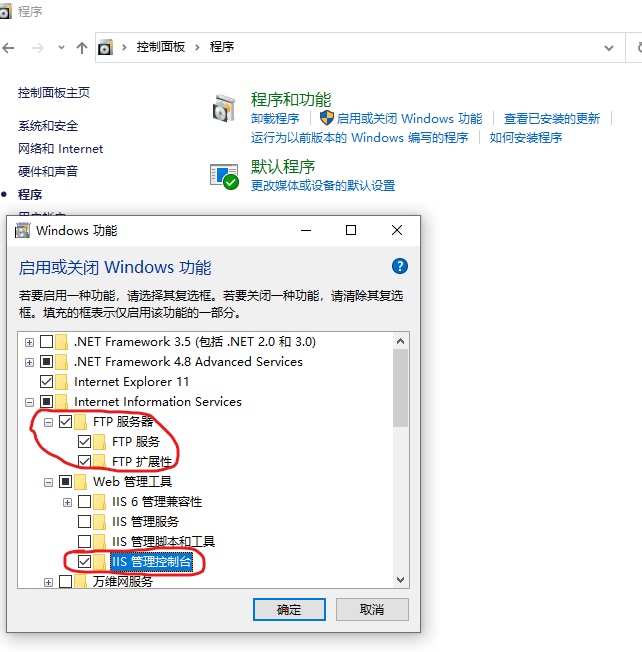 程序
控制面板 程序
控制面板主页
系统和安全
网络和 Internet
硬件和声音
程序
程序和功能
卸载程序 启用或关闭 Windows 功能 查看已安装的更新
运行为以前版本的 Windows 编写的程序 如何安装程序
默认程序
更改媒体或设备的默认设置
Windows 功能
启用或关闭 Windows 功能
若要启用一种功能，请选择其复选框。若要关闭一种功能，请清除其复选
框。填充的框表示仅启用该功能的一部分。
.NET Framework 3.5 (包括 .NET 2.0 和 3.0)
.NET Framework 4.8 Advanced Services
Internet Explorer 11
Internet Information Services
FTP 服务器
FTP 服务
FTP 扩展性
Web 管理工具
IIS 6 管理兼容性
IIS 管理服务
IIS 管理脚本和工具
IIS 管理控制台
万维网服务
确定 取消